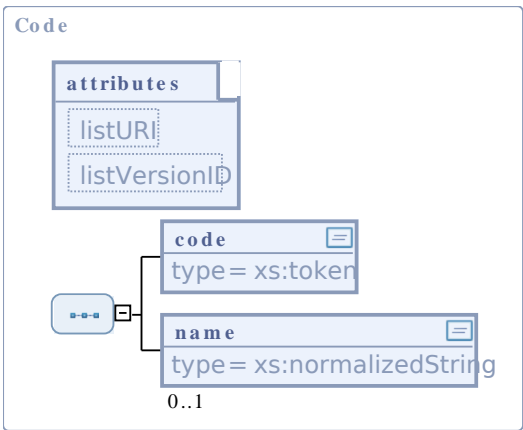 Code
attributes
listURI
listVersionID
code
type= xs:token
name
type= xs:normalizedString
0..1